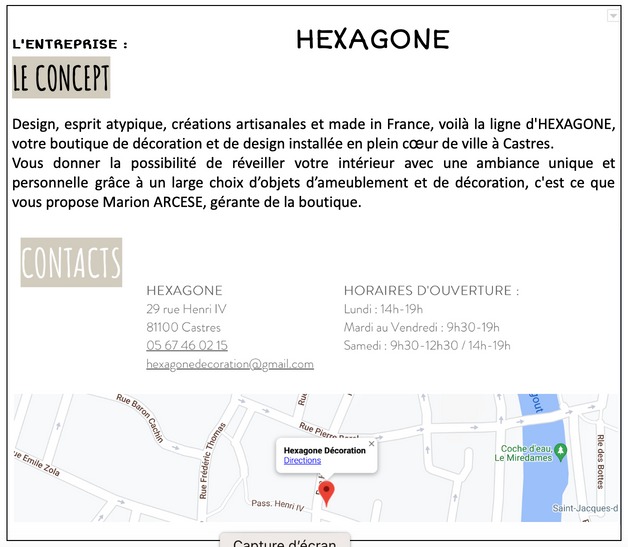 L'ENTREPRISE :
HEXAGONE
LE CONCEPT
Design, esprit atypique, créations artisanales et made in France, voilà la ligne d'HEXAGONE,
votre boutique de décoration et de design installée en plein cœur de ville à Castres.
Vous donner la possibilité de réveiller votre intérieur avec une ambiance unique et
personnelle grâce à un large choix d’objets d’ameublement et de décoration, c'est ce que
vous propose Marion ARCESE, gérante de la boutique.
CONTACTS
HEXAGONE
29 rue Henri IV
81100 Castres
05 67 46 02 15
hexagonedecoration@gmail.com
HORAIRES D'OUVERTURE :
Lundi : 14h-19h
Mardi au Vendredi : 9h30-19h
Samedi : 9h30-12h30 / 14h-19h
Rue Baron Cachin
Rue Frédéric Thomas
Rue Emile Zola
Rue Pierre
Hexagone Décoration
Directions
Pass. Henri IV
Coche d'eau,
Le Miredames
Rle des Bottes
Saint-Jacques-d
Capture d'écran